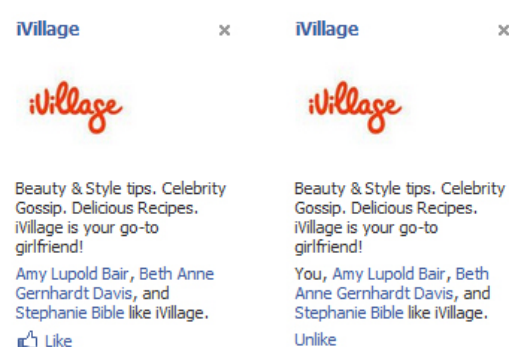 iVillage
iVillage
Beauty & Style tips. Celebrity
Gossip. Delicious Recipes.
iVillage is your go-to
girlfriend!
Amy Lupold Bair, Beth Anne
Gernhardt Davis, and
Stephanie Bible like iVillage.
Like
iVillage
iVillage
Beauty & Style tips. Celebrity
Gossip. Delicious Recipes.
iVillage is your go-to
girlfriend!
You, Amy Lupold Bair, Beth
Anne Gernhardt Davis, and
Stephanie Bible like iVillage.
Unlike